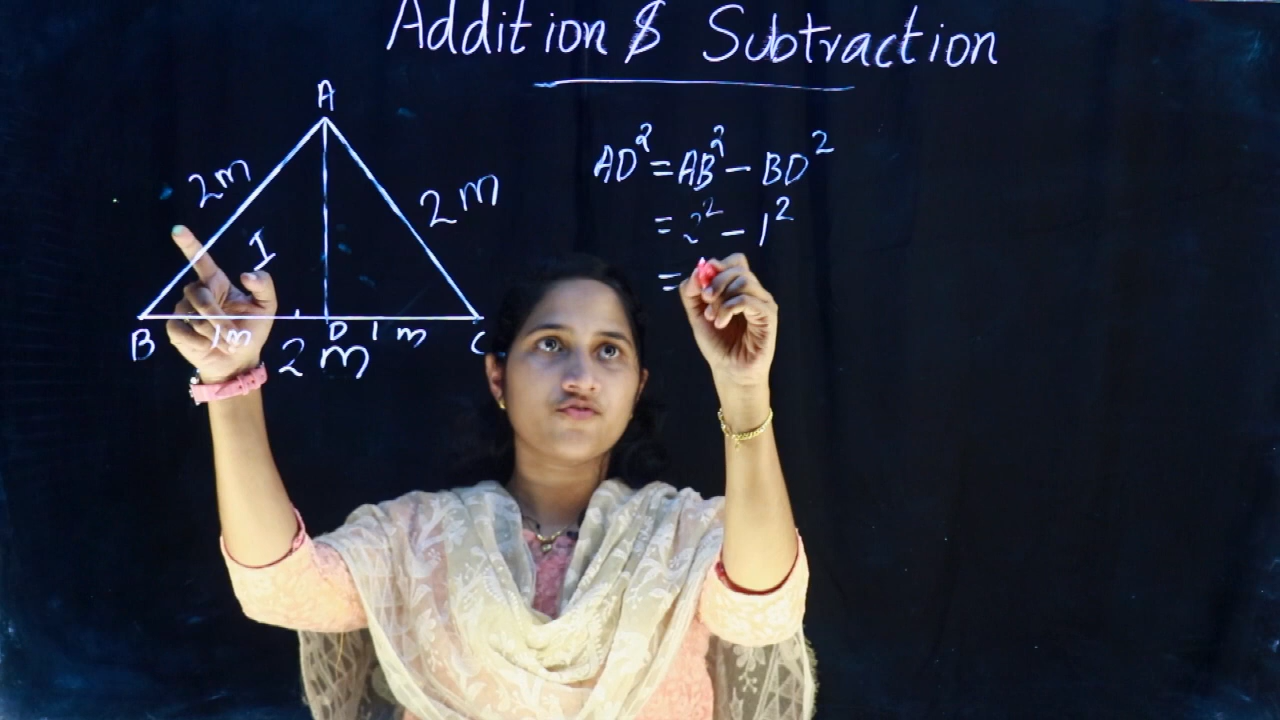 Addition & Subtraction
A
2m
2m
I
B
1m
D
1m
C
2m
AD² = AB² - BD²
= 2² - 1²
=